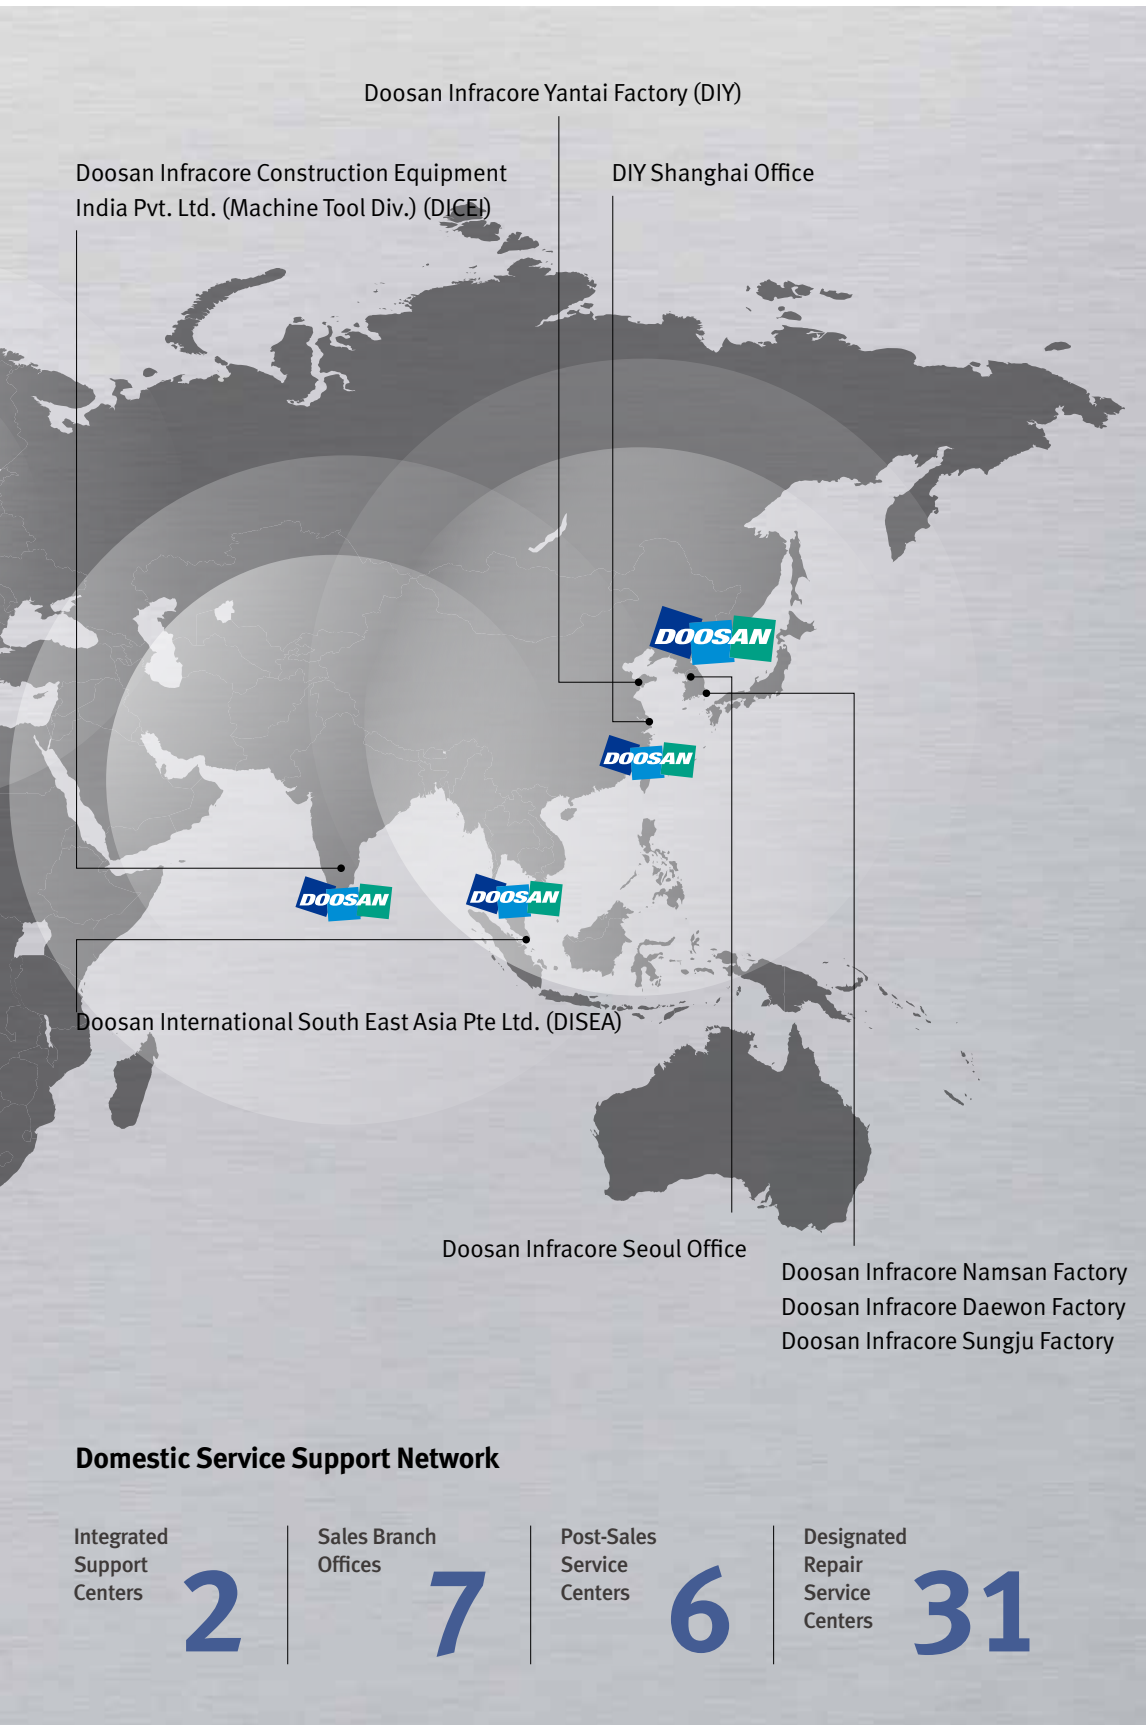 Doosan Infracore Yantai Factory (DIY)
Doosan Infracore Construction Equipment
India Pvt. Ltd. (Machine Tool Div.) (DICEI)
DIY Shanghai Office
DOOSAN
DOOSAN
DOOSAN
DOOSAN
Doosan International South East Asia Pte Ltd. (DISEA)
Doosan Infracore Seoul Office
Doosan Infracore Namsan Factory
Doosan Infracore Daewon Factory
Doosan Infracore Sungju Factory
Domestic Service Support Network
Integrated
Support
Centers
2
Sales Branch
Offices
7
Post-Sales
Service
Centers
6
Designated
Repair
Service
Centers
31